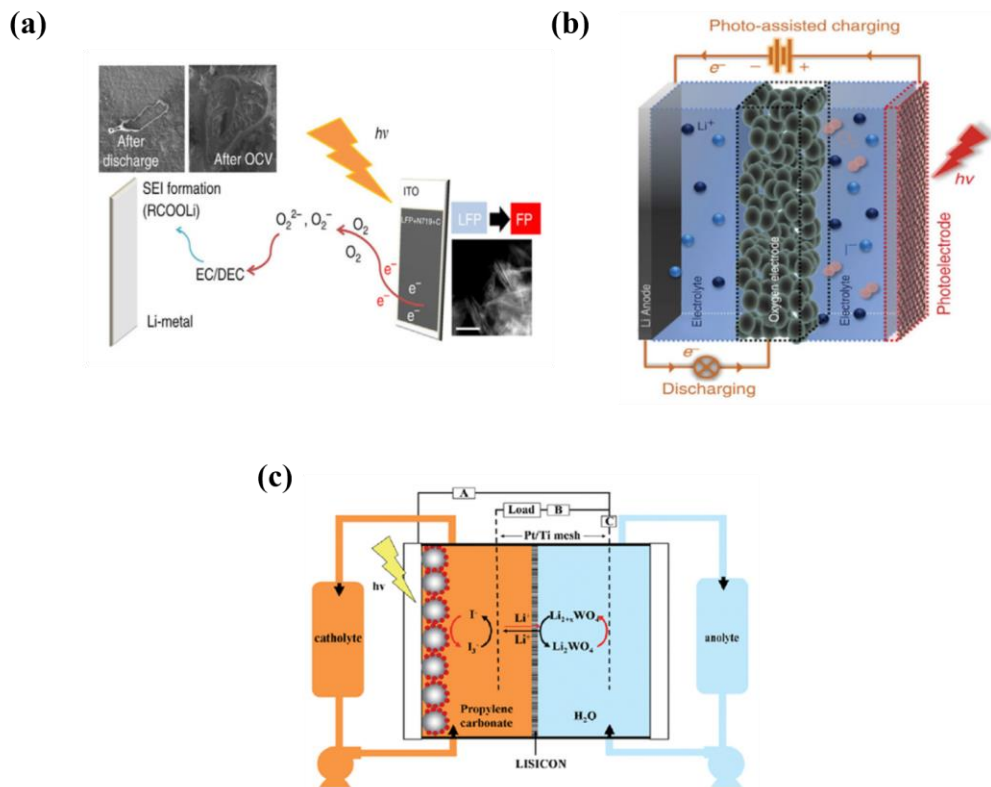 (a)
After discharge
After OCV
SEI formation
(RCOOLi)
Li-metal
EC/DEC
O₂²⁻, O₂⁻
O₂
O₂
e⁻
e⁻
e⁻
e⁻
hν
ITO
LFP+N719+C
LFP
FP
(b)
Photo-assisted charging
e⁻
−
+
Li⁺
I⁻
hν
Li Anode
Electrolyte
Oxygen electrode
Electrolyte
Photoelectrode
e⁻
Discharging
(c)
A
Load
B
C
Pt/Ti mesh
hν
catholyte
I⁻
I₃⁻
Li⁺
Li⁺
Li₂₊ₓWO₄
Li₂WO₄
anolyte
Propylene
carbonate
H₂O
LISICON